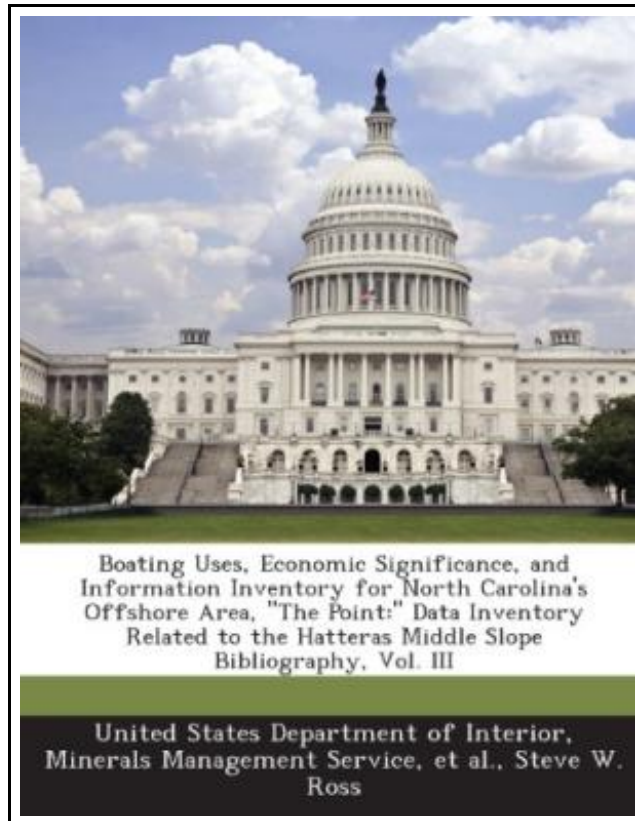 Boating Uses, Economic Significance, and
Information Inventory for North Carolina's
Offshore Area, "The Point:" Data Inventory
Related to the Hatteras Middle Slope
Bibliography, Vol. III
United States Department of Interior,
Minerals Management Service, et al., Steve W.
Ross